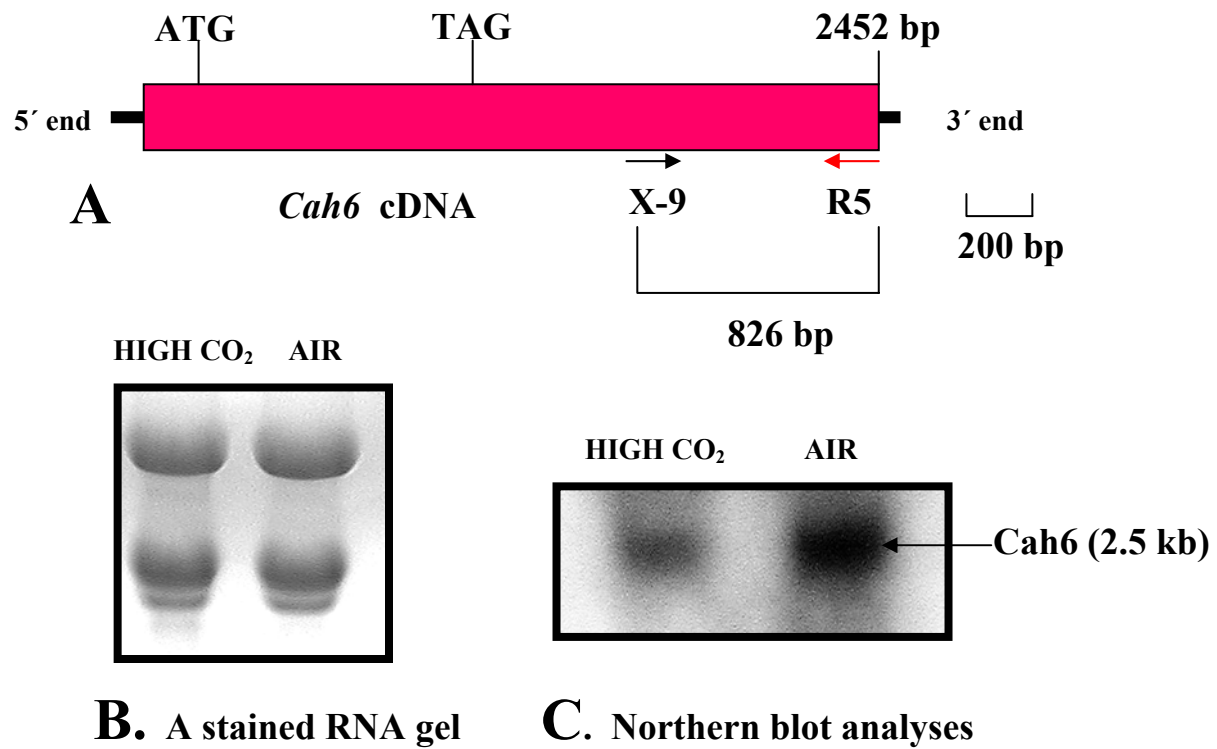 ATG TAG 2452 bp
5´ end 3´ end
A Cah6 cDNA X-9 R5
200 bp
826 bp
HIGH CO₂ AIR
HIGH CO₂ AIR
Cah6 (2.5 kb)
B. A stained RNA gel C. Northern blot analyses